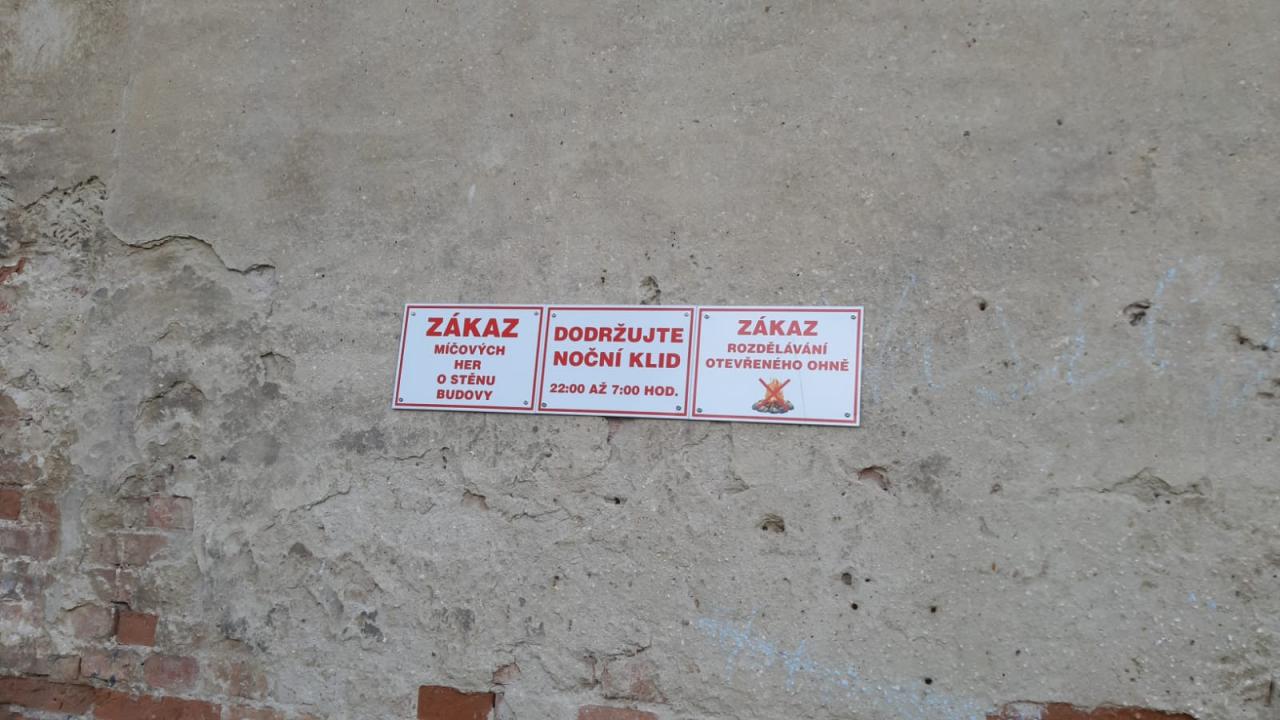 ZÁKAZ
MÍČOVÝCH
HER
O STĚNU
BUDOVY
DODRŽUJTE
NOČNÍ KLID
22:00 AŽ 7:00 HOD.
ZÁKAZ
ROZDĚLÁVÁNÍ
OTEVŘENÉHO OHNĚ